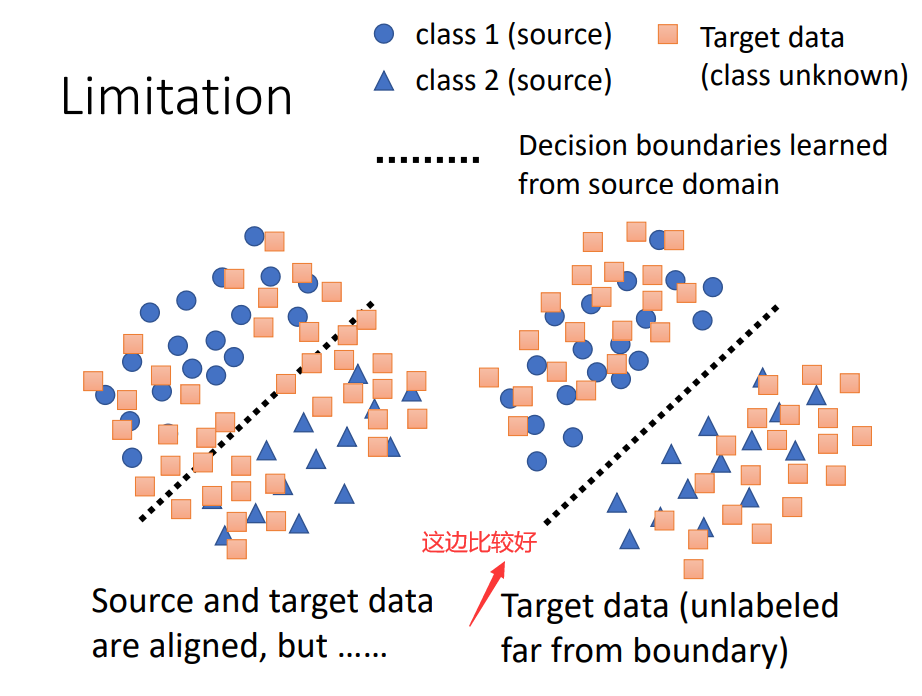 Limitation
class 1 (source)
class 2 (source)
Target data
(class unknown)
Decision boundaries learned
from source domain
这边比较好
Source and target data
are aligned, but ……
Target data (unlabeled
far from boundary)